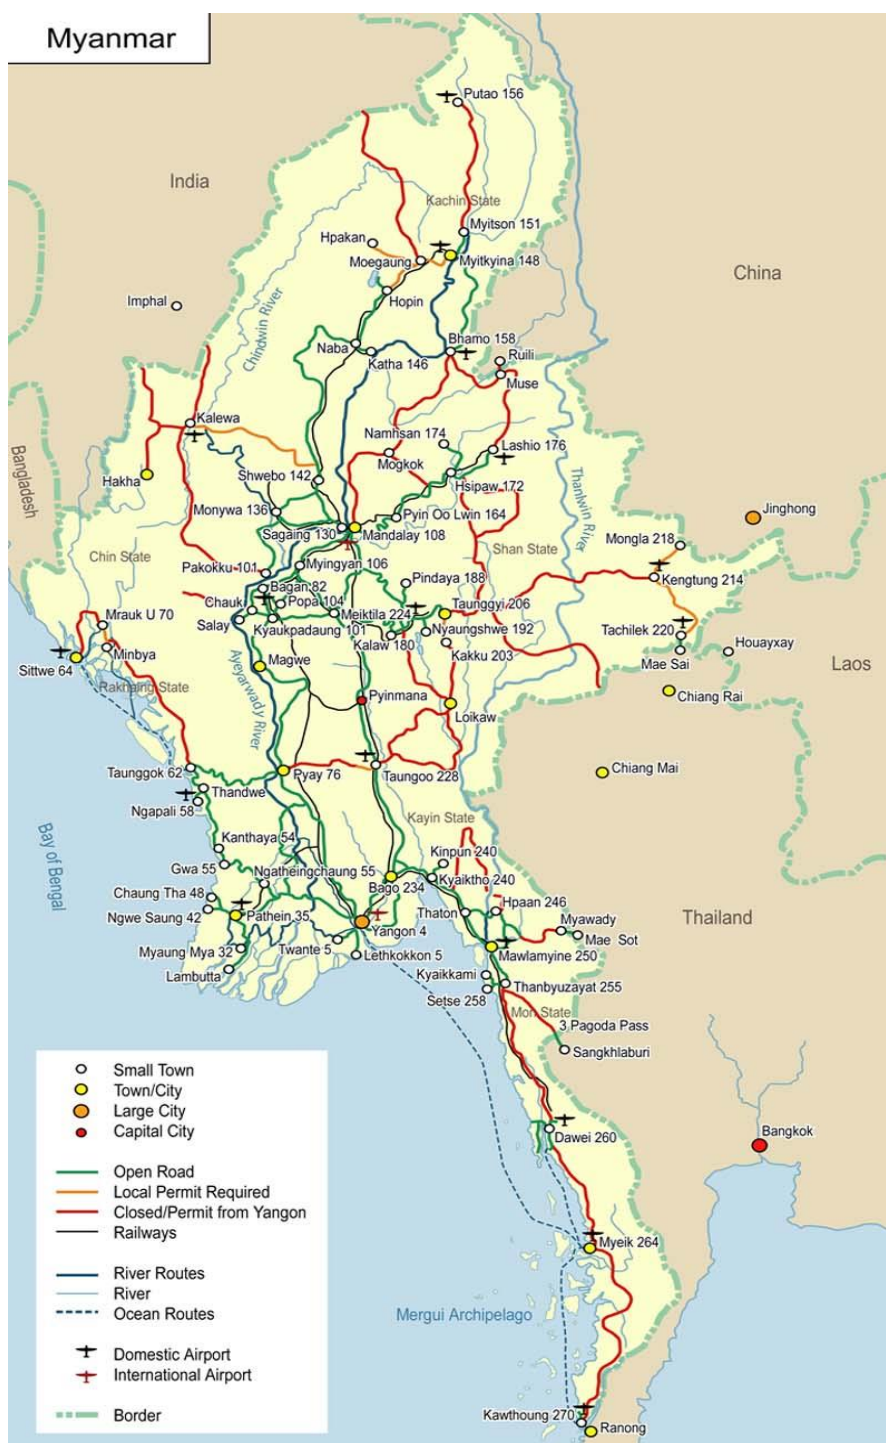 Myanmar
Putao 156
India
Kachin State
Myitson 151
Hpakan
Moegaung
Myitkyina 148
China
Hopin
Imphal
Chindwin River
Naba
Katha 146
Bhamo 158
Ruili
Muse
Kalewa
Namhsan 174
Lashio 176
Bangladesh
Hakha
Shwebo 142
Mogkok
Hsipaw 172
Thanlwin River
Monywa 136
Pyin Oo Lwin 164
Jinghong
Sagaing 130
Mandalay 108
Mongla 218
Chin State
Shan State
Pakokku 101
Myingyan 106
Kengtung 214
Bagan 82
Pindaya 188
Chauk
Popa 104
Meiktila 224
Taunggyi 206
Mrauk U 70
Salay
Kyaukpadaung 101
Kalaw 180
Nyaungshwe 192
Tachilek 220
Houayxay
Minbya
Kakku 203
Mae Sai
Laos
Sittwe 64
Magwe
Rakhaing State
Ayeyarwady River
Pyinmana
Loikaw
Chiang Rai
Taunggok 62
Pyay 76
Taungoo 228
Chiang Mai
Thandwe
Ngapali 58
Kayin State
Bay of Bengal
Kanthaya 54
Kinpun 240
Gwa 55
Ngatheingchaung 55
Bago 234
Kyaiktho 240
Chaung Tha 48
Hpaan 246
Ngwe Saung 42
Pathein 35
Thaton
Myawady
Thailand
Yangon 4
Mae Sot
Myaung Mya 32
Twante 5
Mawlamyine 250
Lambutta
Lethkokkon 5
Kyaikkami
Thanbyuzayat 255
Setse 258
Mon State
3 Pagoda Pass
Sangkhlaburi
Small Town
Town/City
Large City
Capital City
Dawei 260
Bangkok
Open Road
Local Permit Required
Closed/Permit from Yangon
Railways
Myeik 264
River Routes
River
Ocean Routes
Mergui Archipelago
Domestic Airport
International Airport
Border
Kawthoung 270
Ranong